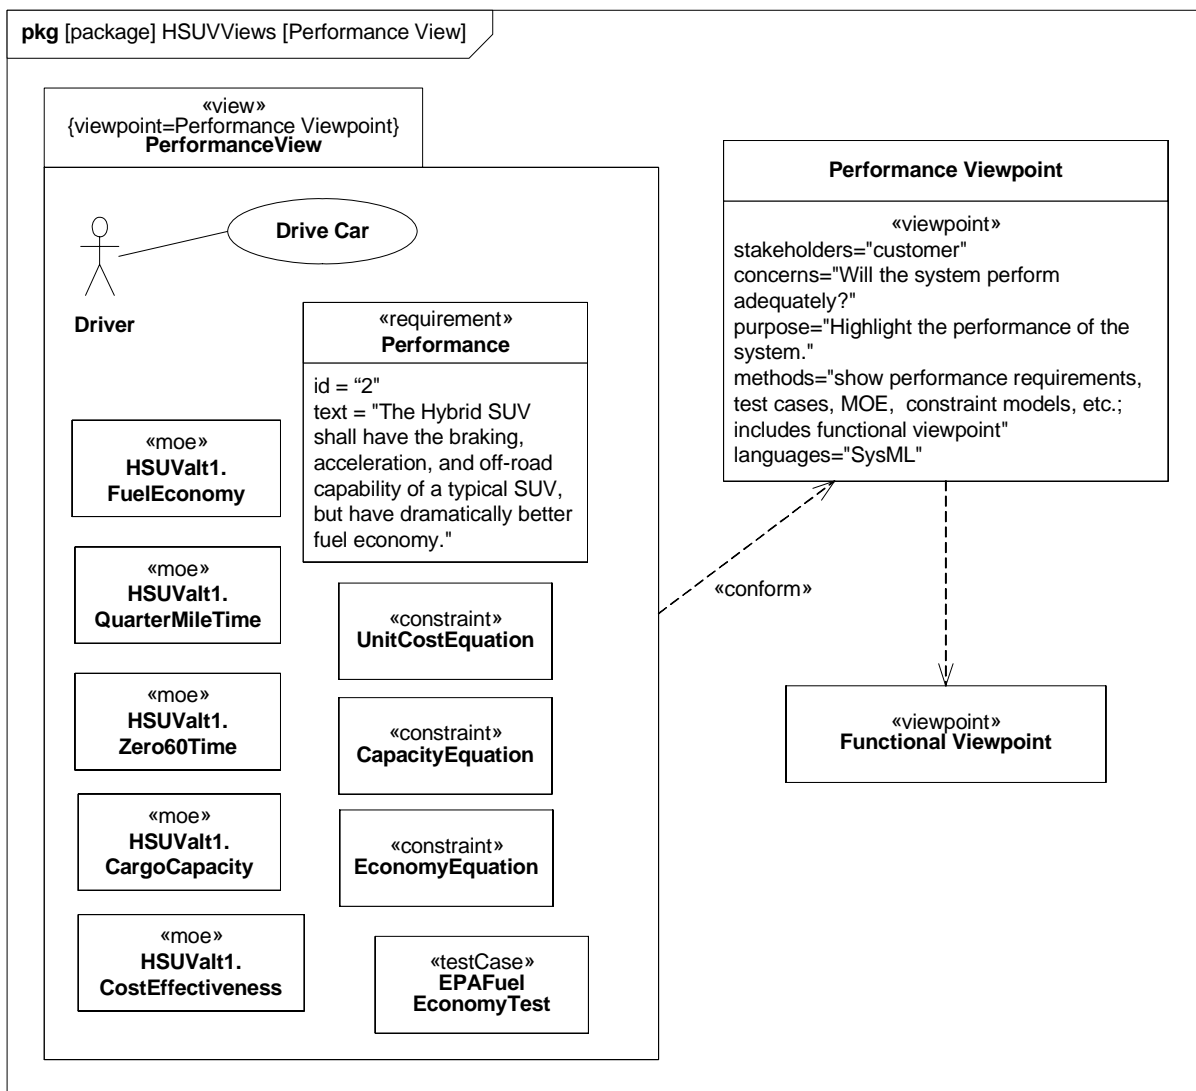 pkg [package] HSUVViews [Performance View]
«view»
{viewpoint=Performance Viewpoint}
PerformanceView
Drive Car
Driver
«requirement»
Performance
id = “2"
text = "The Hybrid SUV
shall have the braking,
acceleration, and off-road
capability of a typical SUV,
but have dramatically better
fuel economy."
«moe»
HSUValt1.
FuelEconomy
«moe»
HSUValt1.
QuarterMileTime
«moe»
HSUValt1.
Zero60Time
«moe»
HSUValt1.
CargoCapacity
«moe»
HSUValt1.
CostEffectiveness
«constraint»
UnitCostEquation
«constraint»
CapacityEquation
«constraint»
EconomyEquation
«testCase»
EPAFuel
EconomyTest
Performance Viewpoint
«viewpoint»
stakeholders="customer"
concerns="Will the system perform
adequately?"
purpose="Highlight the performance of the
system."
methods="show performance requirements,
test cases, MOE,  constraint models, etc.;
includes functional viewpoint"
languages="SysML"
«conform»
«viewpoint»
Functional Viewpoint